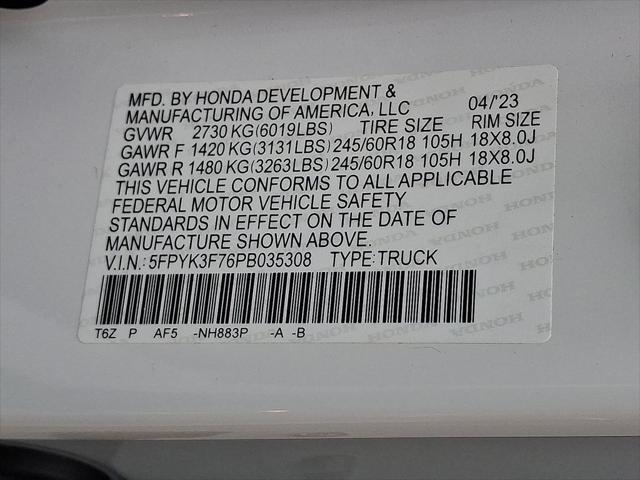 MFD. BY HONDA DEVELOPMENT &
MANUFACTURING OF AMERICA, LLC 04/'23
GVWR 2730 KG(6019LBS) TIRE SIZE RIM SIZE
GAWR F 1420 KG(3131LBS) 245/60R18 105H 18X8.0J
GAWR R 1480 KG(3263LBS) 245/60R18 105H 18X8.0J
THIS VEHICLE CONFORMS TO ALL APPLICABLE
FEDERAL MOTOR VEHICLE SAFETY
STANDARDS IN EFFECT ON THE DATE OF
MANUFACTURE SHOWN ABOVE.
V.I.N.: 5FPYK3F76PB035308 TYPE:TRUCK
T6Z P AF5 -NH883P -A -B